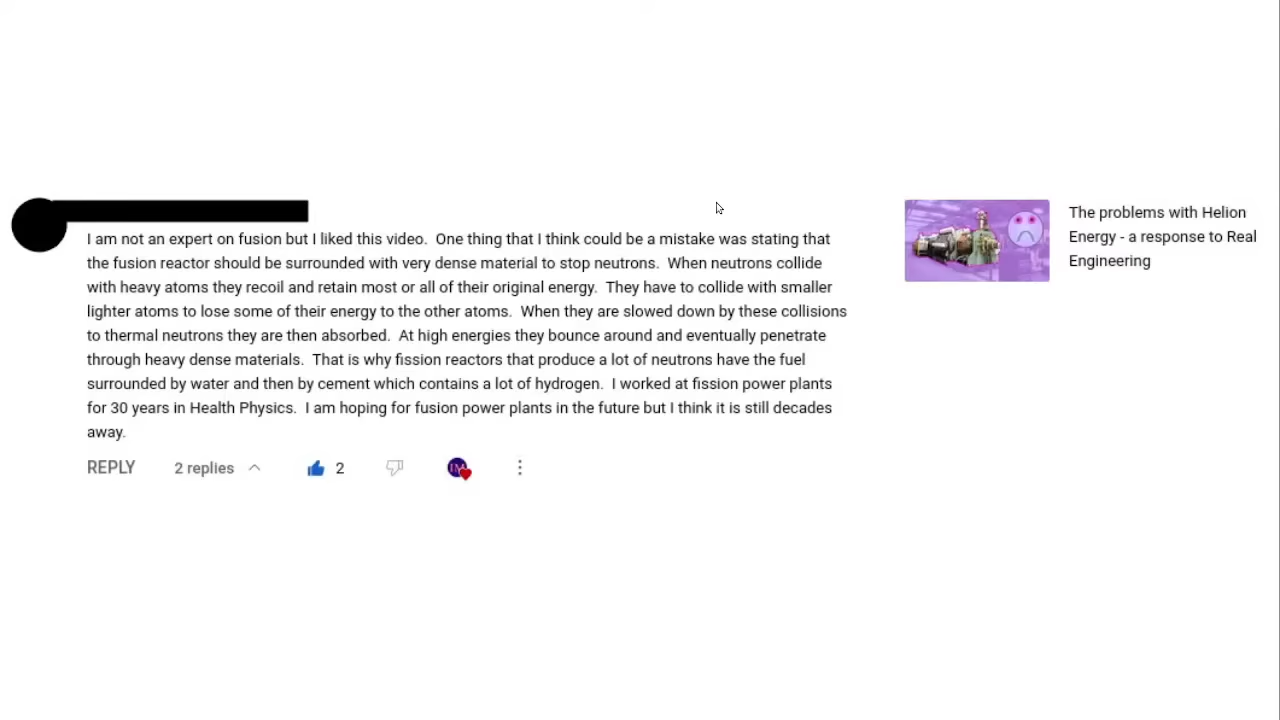 I am not an expert on fusion but I liked this video.  One thing that I think could be a mistake was stating that
the fusion reactor should be surrounded with very dense material to stop neutrons.  When neutrons collide
with heavy atoms they recoil and retain most or all of their original energy.  They have to collide with smaller
lighter atoms to lose some of their energy to the other atoms.  When they are slowed down by these collisions
to thermal neutrons they are then absorbed.  At high energies they bounce around and eventually penetrate
through heavy dense materials.  That is why fission reactors that produce a lot of neutrons have the fuel
surrounded by water and then by cement which contains a lot of hydrogen.  I worked at fission power plants
for 30 years in Health Physics.  I am hoping for fusion power plants in the future but I think it is still decades
away.
REPLY 2 replies 2
The problems with Helion
Energy - a response to Real
Engineering